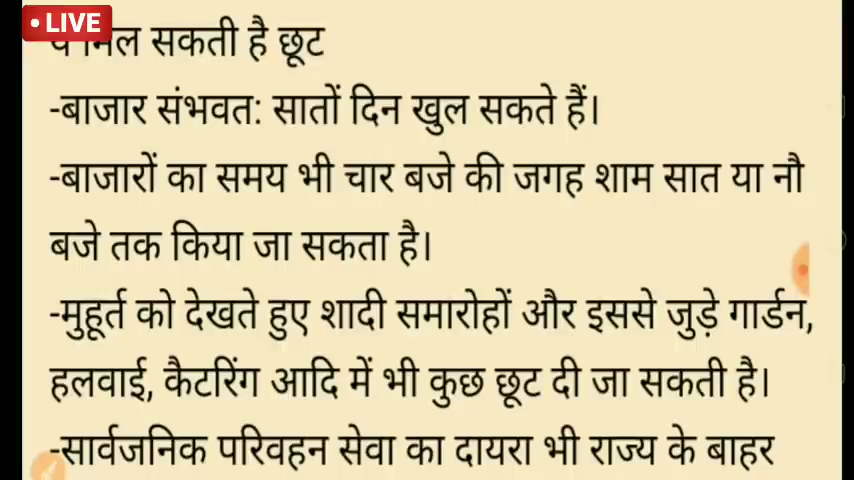 • LIVE
मिल सकती है छूट
-बाजार संभवत: सातों दिन खुल सकते हैं।
-बाजारों का समय भी चार बजे की जगह शाम सात या नौ
बजे तक किया जा सकता है।
-मुहूर्त को देखते हुए शादी समारोहों और इससे जुड़े गार्डन,
हलवाई, कैटरिंग आदि में भी कुछ छूट दी जा सकती है।
-सार्वजनिक परिवहन सेवा का दायरा भी राज्य के बाहर